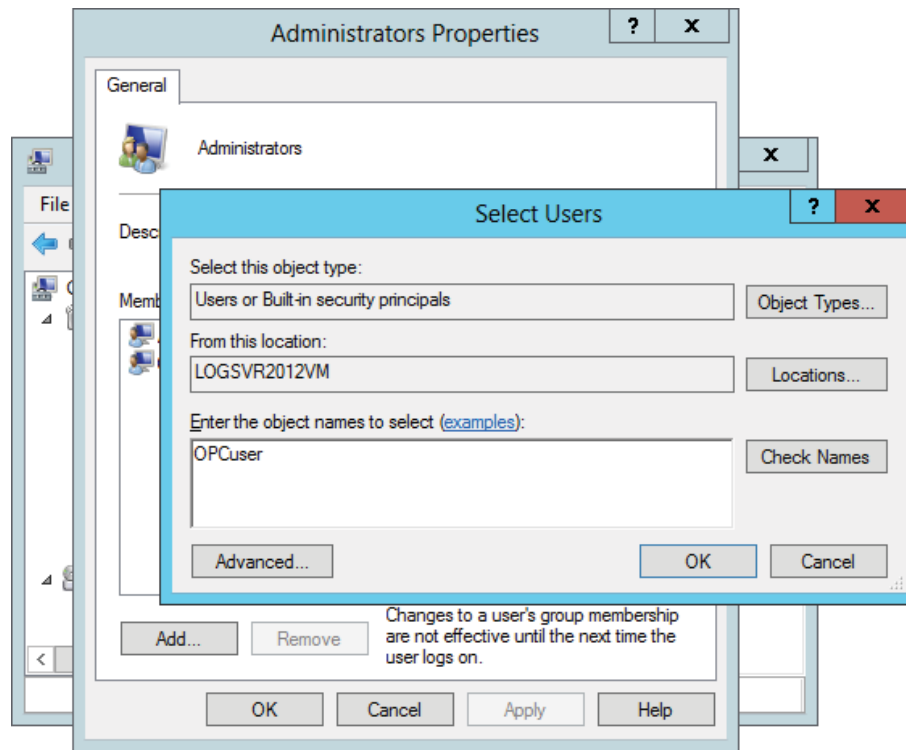 Administrators Properties
? x
General
Administrators
x
File
Select Users
? x
Select this object type:
Users or Built-in security principals
Object Types...
From this location:
LOGSVR2012VM
Locations...
Enter the object names to select (examples):
OPCuser
Check Names
Advanced...
OK
Cancel
Add...
Remove
Changes to a user's group membership
are not effective until the next time the
user logs on.
OK
Cancel
Apply
Help